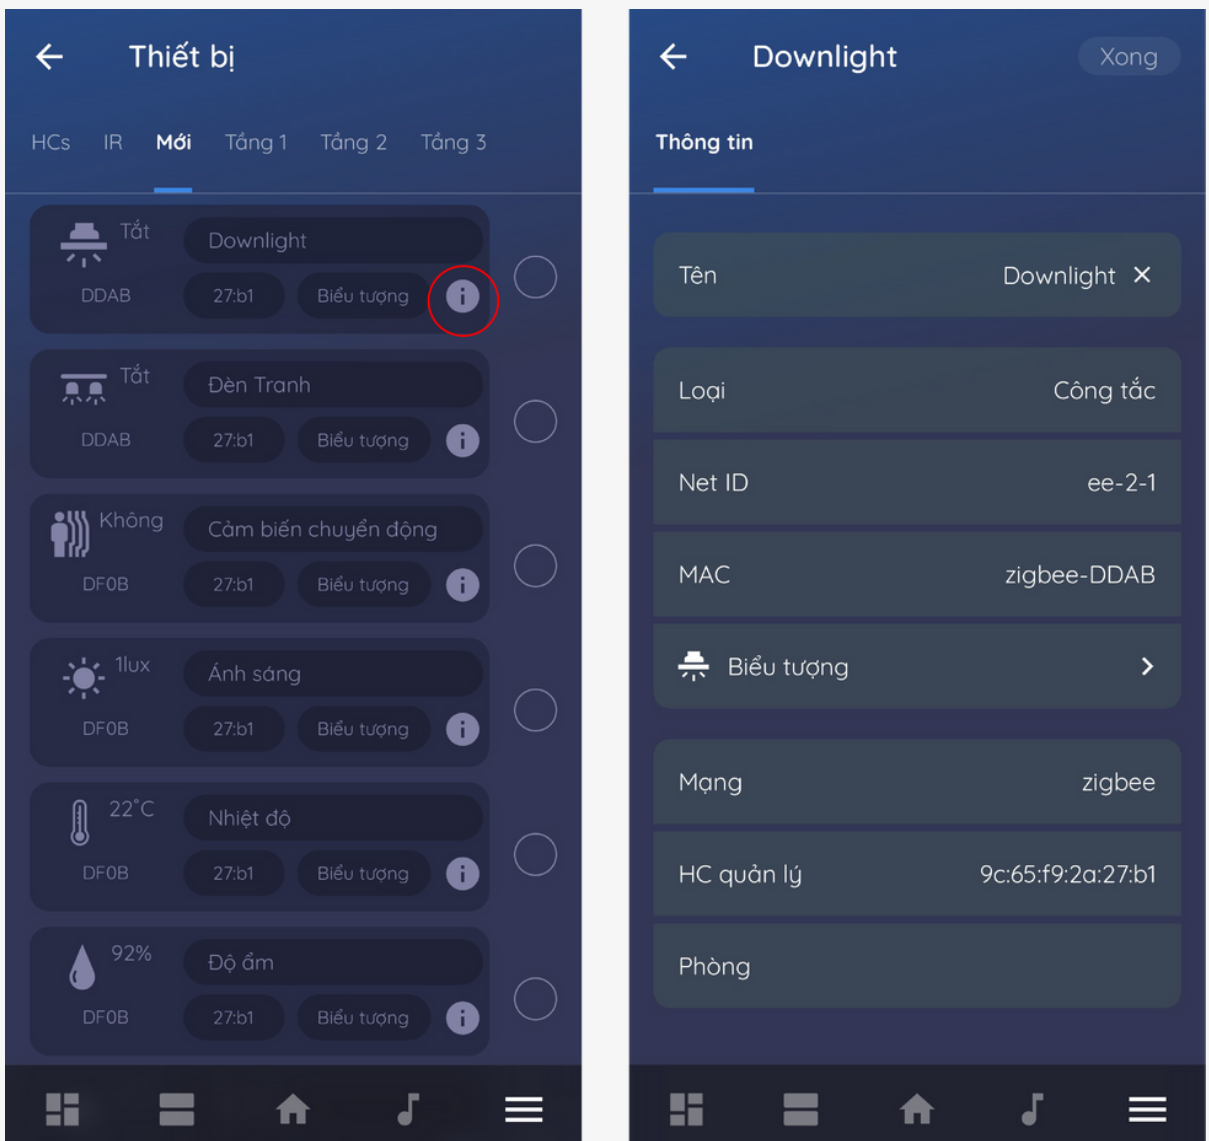 Thiết bị
HCs IR Mới Tầng 1 Tầng 2 Tầng 3
Tắt
Downlight
DDAB
27:b1
Biểu tượng
i
Tắt
Đèn Tranh
DDAB
27:b1
Biểu tượng
i
Không
Cảm biến chuyển động
DF0B
27:b1
Biểu tượng
i
1lux
Ánh sáng
DF0B
27:b1
Biểu tượng
i
22°C
Nhiệt độ
DF0B
27:b1
Biểu tượng
i
92%
Độ ẩm
DF0B
27:b1
Biểu tượng
i
Downlight
Xong
Thông tin
Tên Downlight
Loại Công tắc
Net ID ee-2-1
MAC zigbee-DDAB
Biểu tượng
Mạng zigbee
HC quản lý 9c:65:f9:2a:27:b1
Phòng